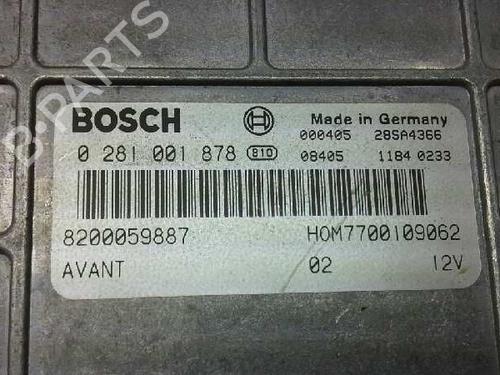 B-PARTS
BOSCH Made in Germany
000405 28SA4366
0 281 001 878 B10 08405 1184 0233
8200059887 HOM7700109062
AVANT 02 12V